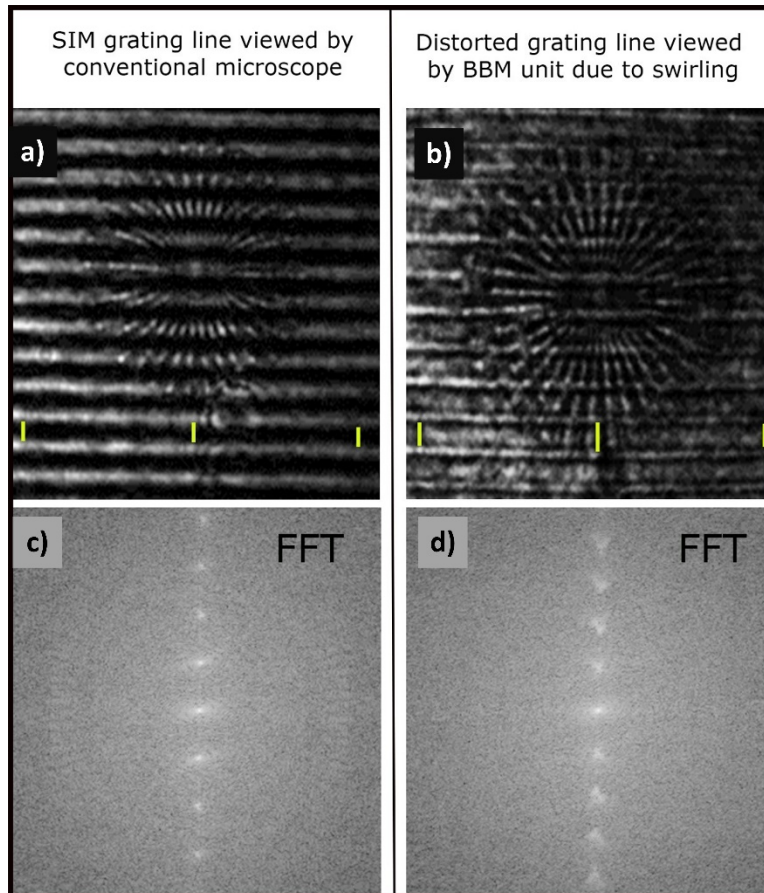 SIM grating line viewed by
conventional microscope
Distorted grating line viewed
by BBM unit due to swirling
a)
b)
c)
FFT
d)
FFT